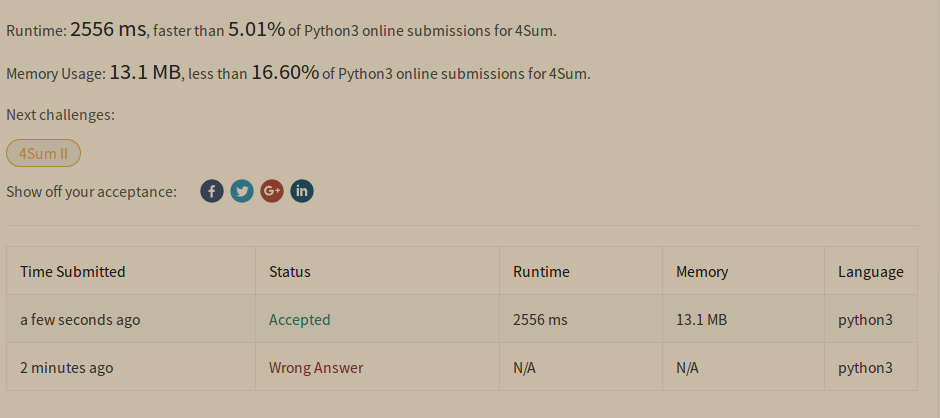 Runtime: 2556 ms, faster than 5.01% of Python3 online submissions for 4Sum.
Memory Usage: 13.1 MB, less than 16.60% of Python3 online submissions for 4Sum.
Next challenges:
4Sum II
Show off your acceptance: f G+ in
Time Submitted Status Runtime Memory Language
a few seconds ago Accepted 2556 ms 13.1 MB python3
2 minutes ago Wrong Answer N/A N/A python3